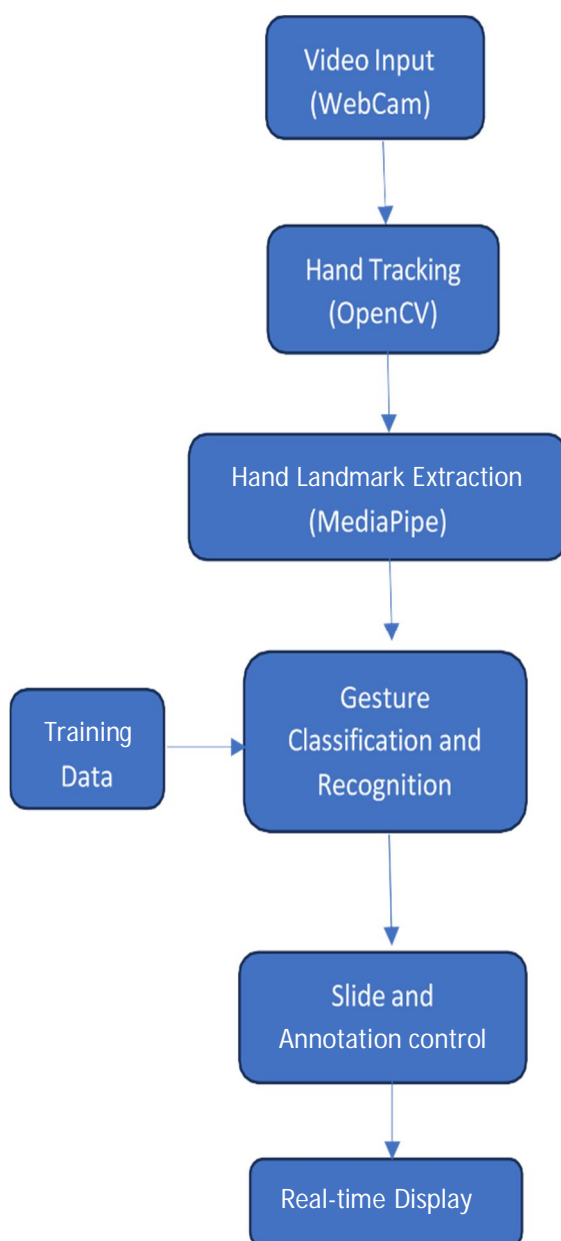 Video Input
(WebCam)
Hand Tracking
(OpenCV)
Hand Landmark Extraction
(MediaPipe)
Training
Data
Gesture
Classification and
Recognition
Slide and
Annotation control
Real-time Display